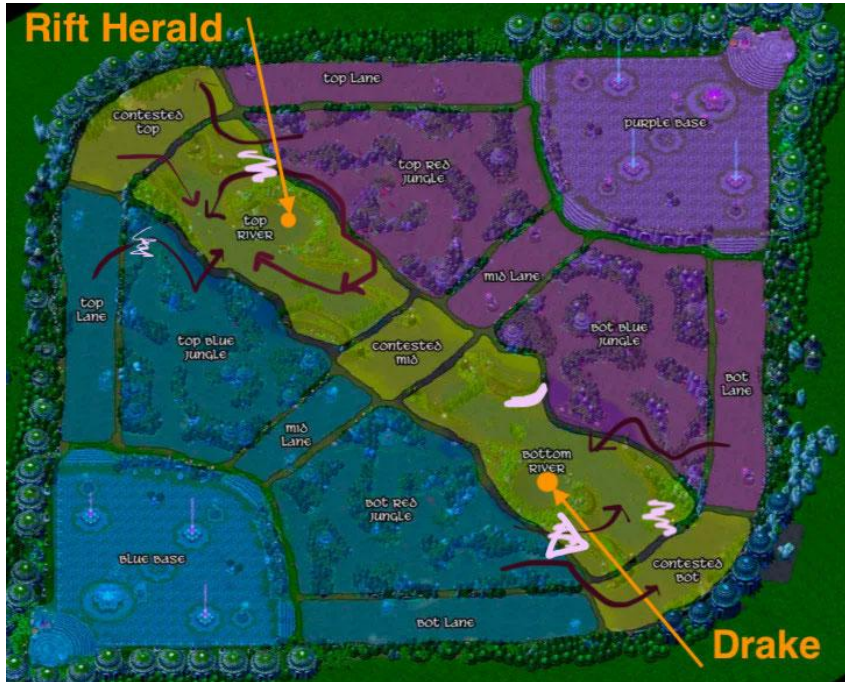 Rift Herald
top Lane
contested
top
purple base
top red
jungle
top
river
mid Lane
top
Lane
top blue
jungle
bot blue
jungle
contested
mid
bot
Lane
mid
Lane
bottom
river
bot red
jungle
blue base
contested
bot
bot Lane
Drake